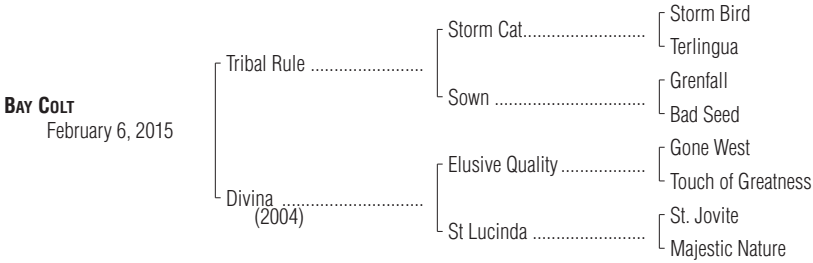 Storm Bird
Storm Cat..........................
Terlingua
Tribal Rule ........................
Grenfall
Sown ................................
Bad Seed
BAY COLT
February 6, 2015
Gone West
Elusive Quality ..................
Touch of Greatness
Divina ..............................
(2004)
St. Jovite
St Lucinda ........................
Majestic Nature